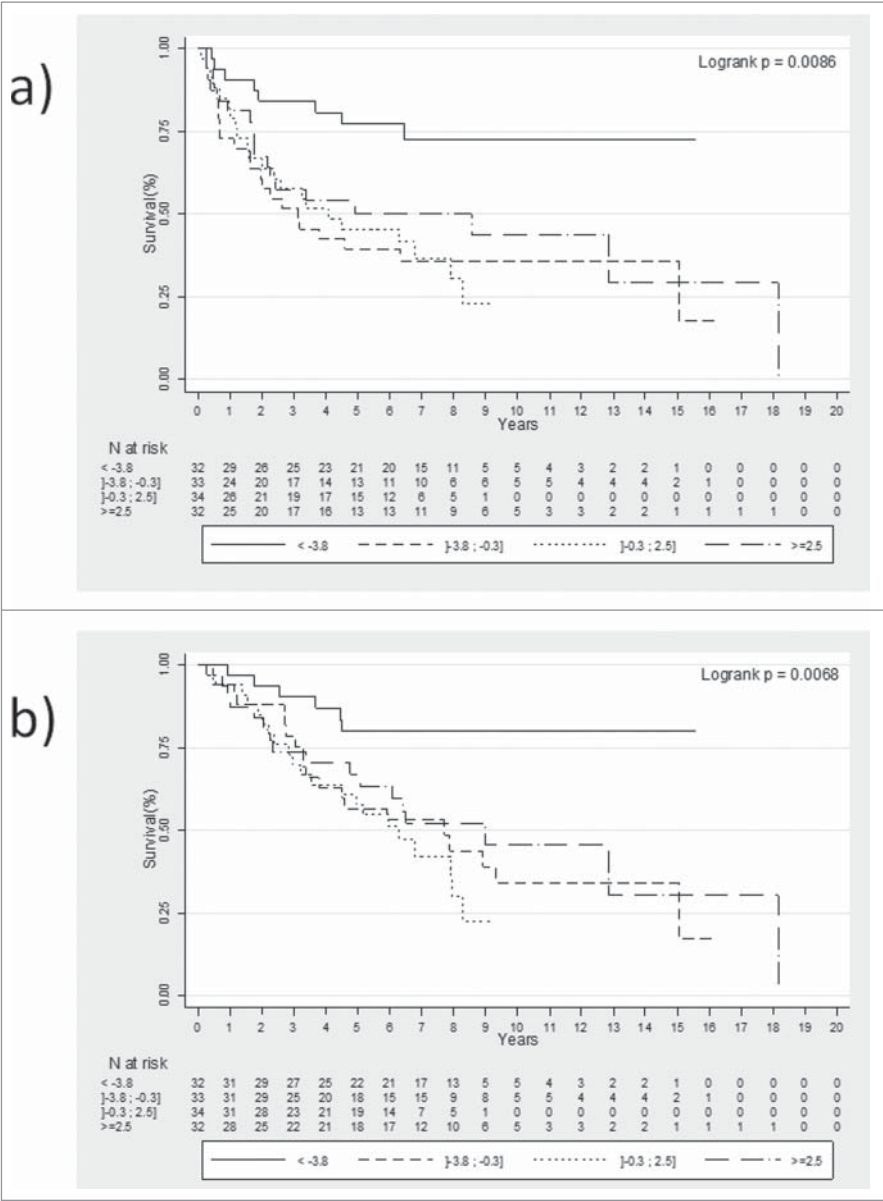 a)
Logrank p = 0.0086
Survival(%)
1.00
0.75
0.50
0.25
0.00
0 1 2 3 4 5 6 7 8 9 10 11 12 13 14 15 16 17 18 19 20
Years
N at risk
< -3.8 32 29 26 25 23 21 20 15 11 5 5 4 3 2 2 1 0 0 0 0 0
]-3.8 ; -0.3] 33 24 20 17 14 13 11 10 6 6 5 5 4 4 4 2 1 0 0 0 0
]-0.3 ; 2.5] 34 26 21 19 17 15 12 6 5 1 0 0 0 0 0 0 0 0 0 0 0
>=2.5 32 25 20 17 16 13 13 11 9 6 5 3 3 2 2 1 1 1 1 0 0
< -3.8 ]-3.8 ; -0.3] ]-0.3 ; 2.5] >=2.5
b)
Logrank p = 0.0068
Survival(%)
1.00
0.75
0.50
0.25
0.00
0 1 2 3 4 5 6 7 8 9 10 11 12 13 14 15 16 17 18 19 20
Years
N at risk
< -3.8 32 31 29 27 25 22 21 17 13 5 5 4 3 2 2 1 0 0 0 0 0
]-3.8 ; -0.3] 33 31 29 25 20 18 15 15 9 8 5 5 4 4 4 2 1 0 0 0 0
]-0.3 ; 2.5] 34 31 28 23 21 19 14 7 5 1 0 0 0 0 0 0 0 0 0 0 0
>=2.5 32 28 25 22 21 18 17 12 10 6 5 3 3 2 2 1 1 1 1 0 0
< -3.8 ]-3.8 ; -0.3] ]-0.3 ; 2.5] >=2.5